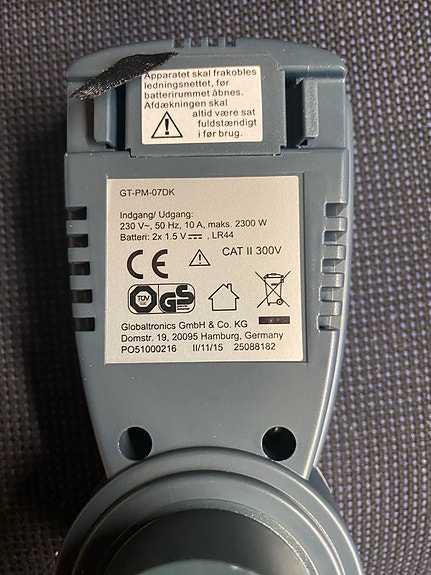 Apparatet skal frakobles
ledningsnettet, før
batterirummet åbnes.
Afdækningen skal
altid være sat
fuldstændigt
i før brug.
GT-PM-07DK
Indgang/ Udgang:
230 V~, 50 Hz, 10 A, maks. 2300 W
Batteri: 2x 1.5 V ⎓ , LR44
CE
CAT II 300V
TÜV
GS
Globaltronics GmbH & Co. KG
Domstr. 19, 20095 Hamburg, Germany
PO51000216 II/11/15 25088182